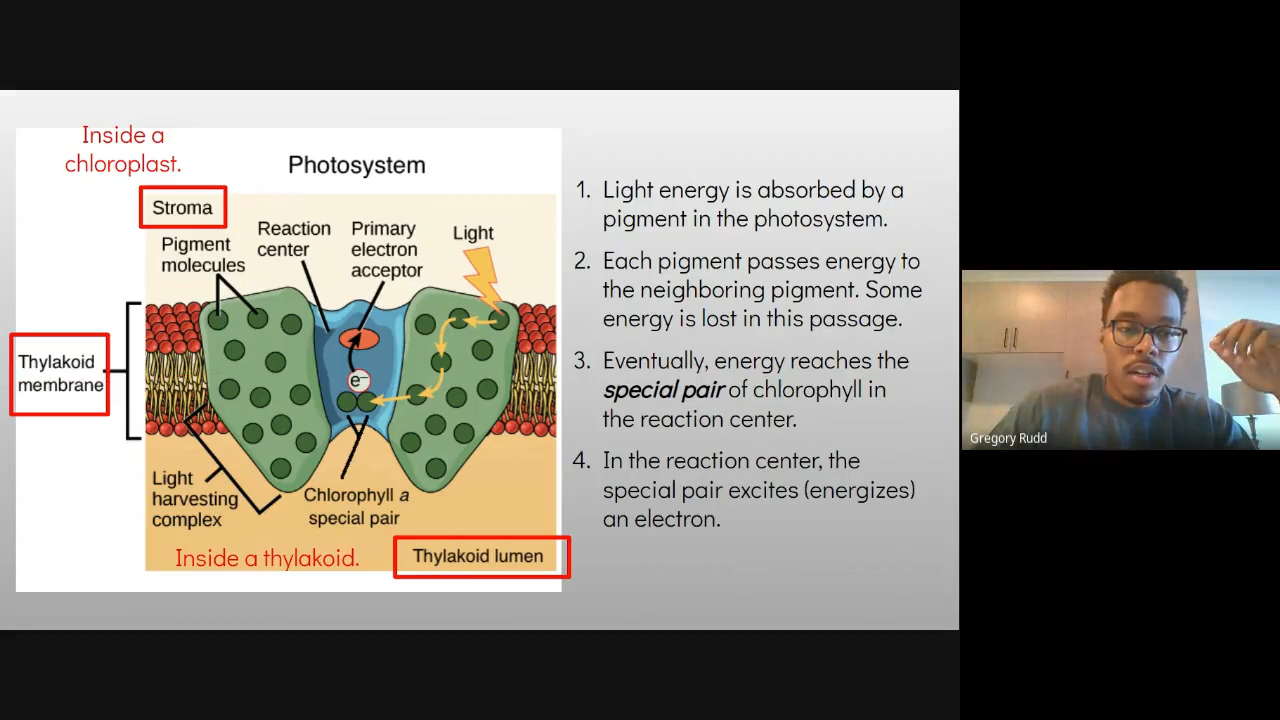 Inside a
chloroplast.
Photosystem
Stroma
Pigment
molecules
Reaction
center
Primary
electron
acceptor
Light
Thylakoid
membrane
e−
Light
harvesting
complex
Chlorophyll a
special pair
Inside a thylakoid.
Thylakoid lumen
1. Light energy is absorbed by a
pigment in the photosystem.
2. Each pigment passes energy to
the neighboring pigment. Some
energy is lost in this passage.
3. Eventually, energy reaches the
special pair of chlorophyll in
the reaction center.
4. In the reaction center, the
special pair excites (energizes)
an electron.
Gregory Rudd